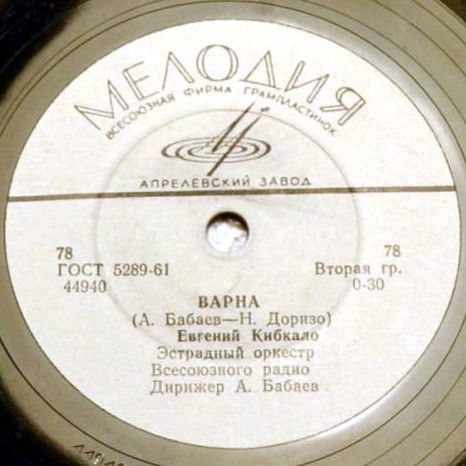 МЕЛОДИЯ
ВСЕСОЮЗНАЯ ФИРМА ГРАМПЛАСТИНОК
АПРЕЛЕВСКИЙ ЗАВОД
78 78
ГОСТ 5289-61 Вторая гр.
44940 0-30
ВАРНА
(А. Бабаев—Н. Доризо)
Евгений Кибкало
Эстрадный оркестр
Всесоюзного радио
Дирижер А. Бабаев